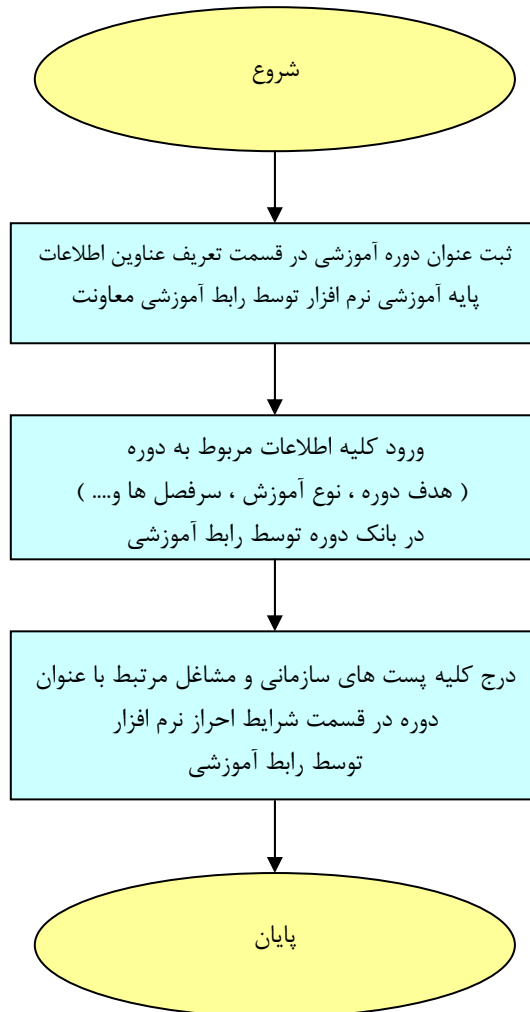 شروع
ثبت عنوان دوره آموزشی در قسمت تعریف عناوین اطلاعات
پایه آموزشی نرم افزار توسط رابط آموزشی معاونت
ورود کلیه اطلاعات مربوط به دوره
( هدف دوره ، نوع آموزش ، سرفصل ها و.... )
در بانک دوره توسط رابط آموزشی
درج کلیه پست های سازمانی و مشاغل مرتبط با عنوان
دوره در قسمت شرایط احراز نرم افزار
توسط رابط آموزشی
پایان